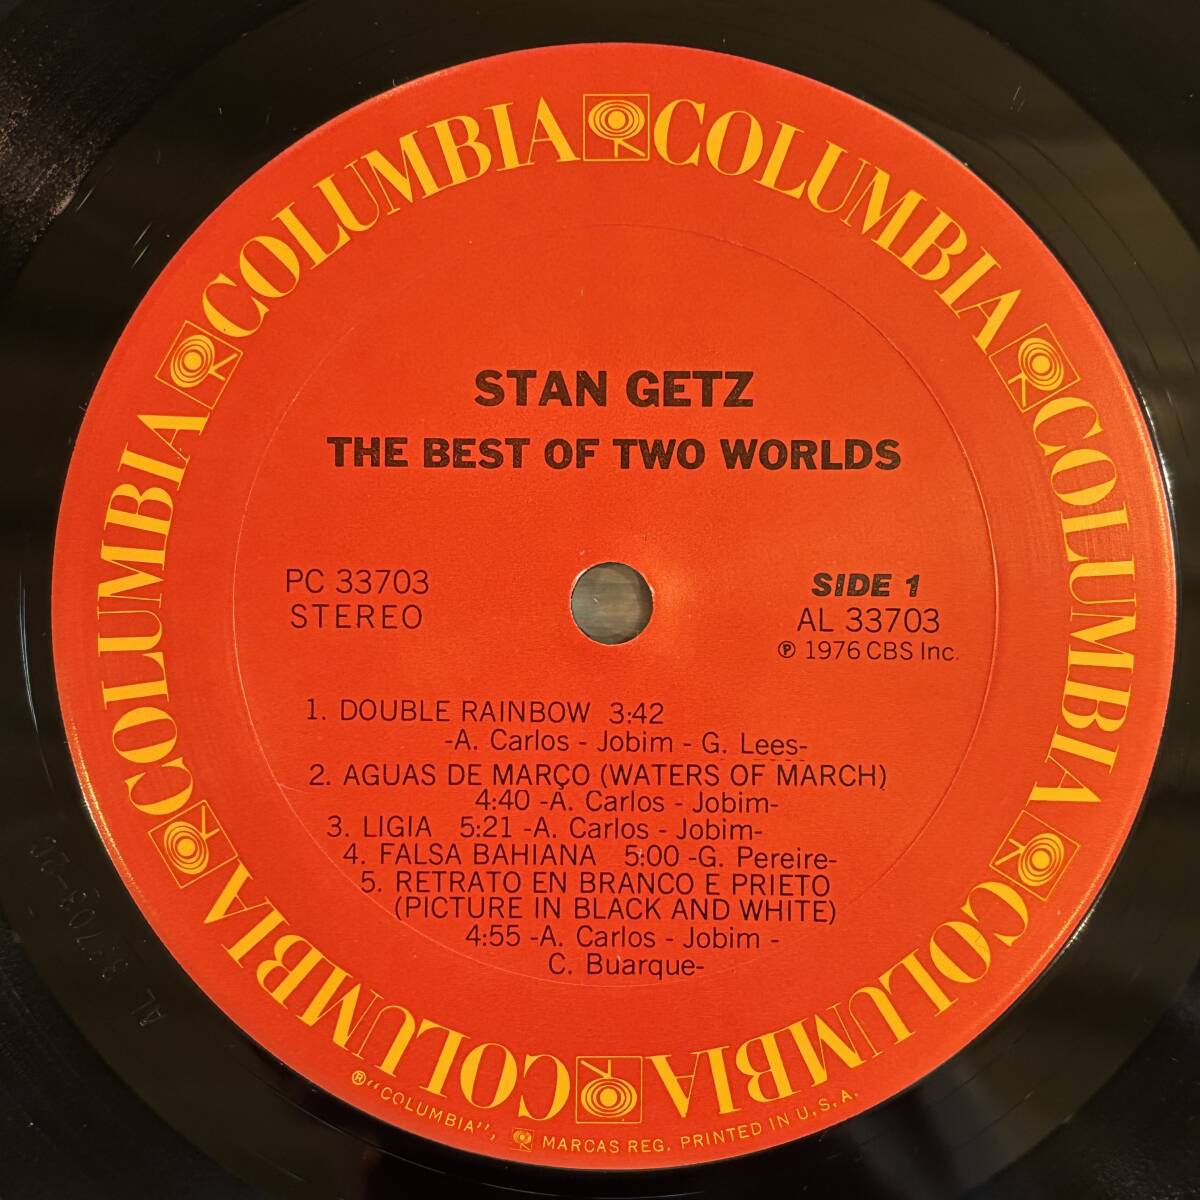 COLUMBIA COLUMBIA COLUMBIA COLUMBIA COLUMBIA COLUMBIA COLUMBIA COLUMBIA
STAN GETZ
THE BEST OF TWO WORLDS
PC 33703
STEREO
SIDE 1
AL 33703
℗ 1976 CBS Inc.
1. DOUBLE RAINBOW 3:42
-A. Carlos - Jobim - G. Lees-
2. AGUAS DE MARÇO (WATERS OF MARCH)
4:40 -A. Carlos - Jobim-
3. LIGIA 5:21 -A. Carlos - Jobim-
4. FALSA BAHIANA 5:00 -G. Pereire-
5. RETRATO EN BRANCO E PRIETO
(PICTURE IN BLACK AND WHITE)
4:55 -A. Carlos - Jobim -
C. Buarque-
®"COLUMBIA", MARCAS REG. PRINTED IN U.S.A.